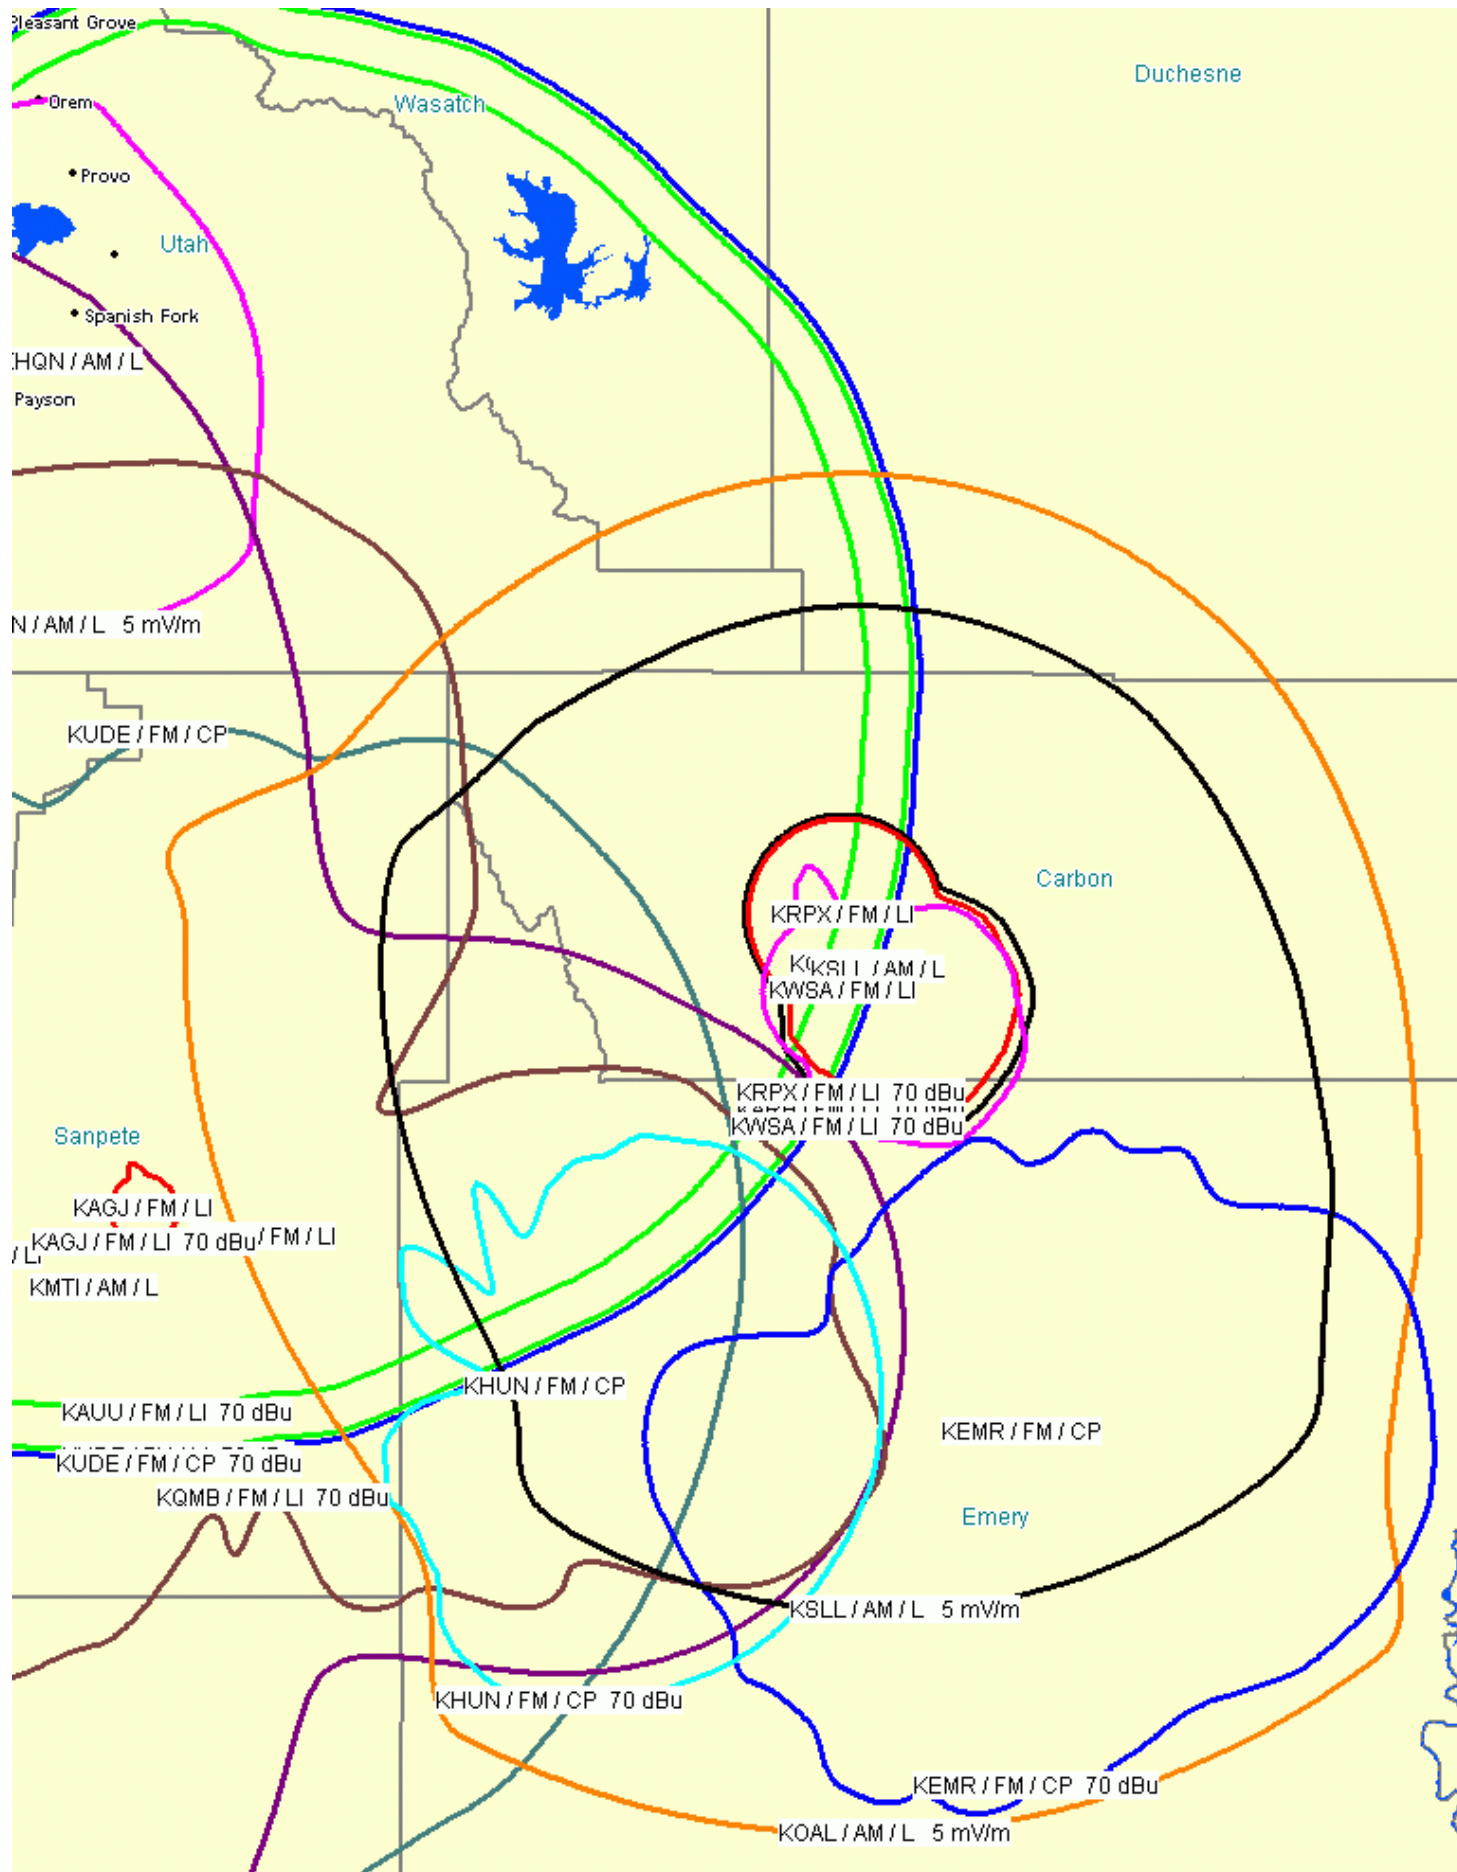 Pleasant Grove
Duchesne
Orem
Wasatch
Provo
Utah
Spanish Fork
HQN / AM / L
Payson
N / AM / L 5 mV/m
KUDE / FM / CP
Carbon
KRPX / FM / LI
KSLL / AM / L
KWSA / FM / LI
KRPX / FM / LI 70 dBu
KWSA / FM / LI 70 dBu
Sanpete
KAGJ / FM / LI
KAGJ / FM / LI 70 dBu / FM / LI
/ LI
KMTI / AM / L
KHUN / FM / CP
KAUU / FM / LI 70 dBu
KEMR / FM / CP
KUDE / FM / CP 70 dBu
KQMB / FM / LI 70 dBu
Emery
KSLL / AM / L 5 mV/m
KHUN / FM / CP 70 dBu
KEMR / FM / CP 70 dBu
KOAL / AM / L 5 mV/m